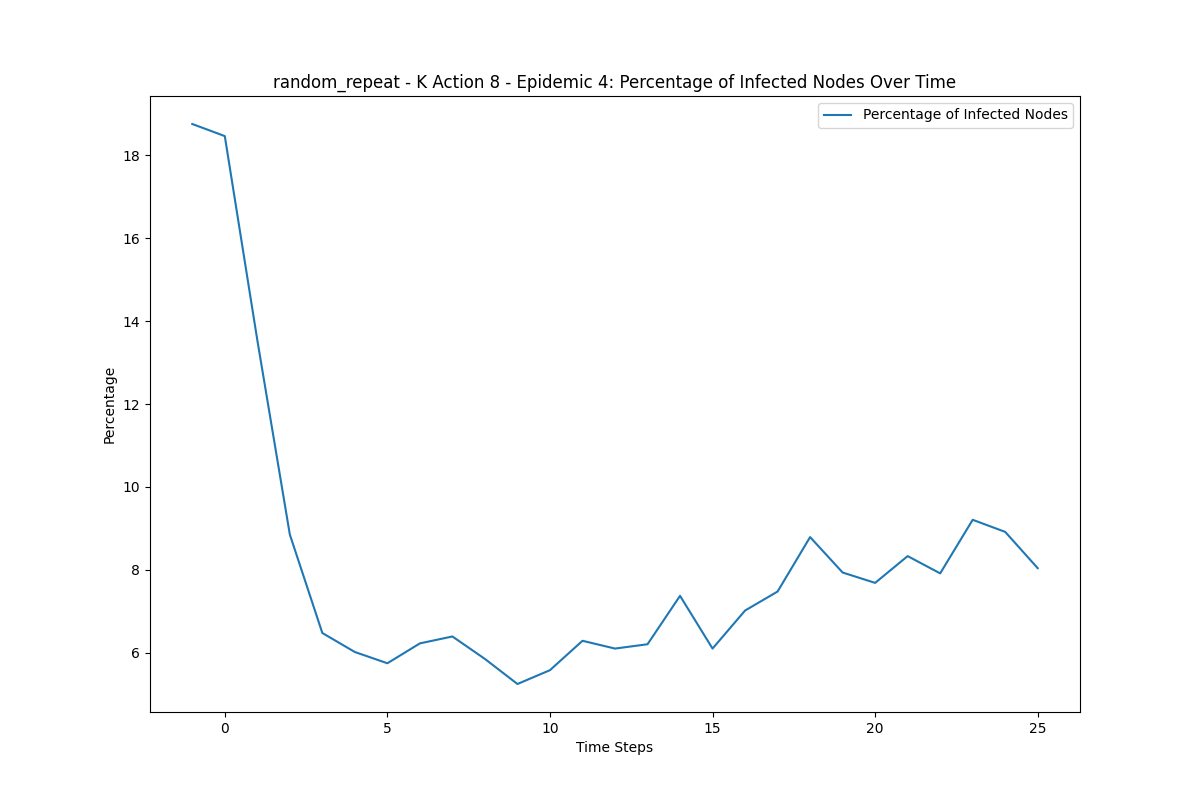 random_repeat - K Action 8 - Epidemic 4: Percentage of Infected Nodes Over Time
Percentage of Infected Nodes
18
16
14
12
10
8
6
Percentage
0 5 10 15 20 25
Time Steps